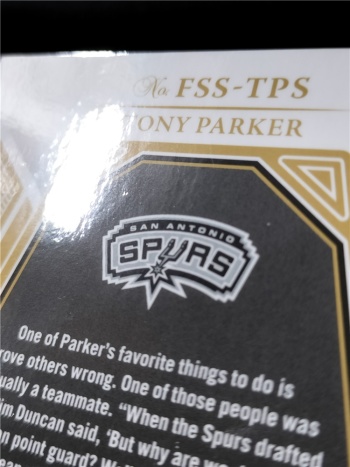 No. FSS-TPS
ONY PARKER
SAN ANTONIO
SPURS
One of Parker's favorite things to do is
rove others wrong. One of those people was
ually a teammate. "When the Spurs drafted
im Duncan said, 'But why are we
n point guard?